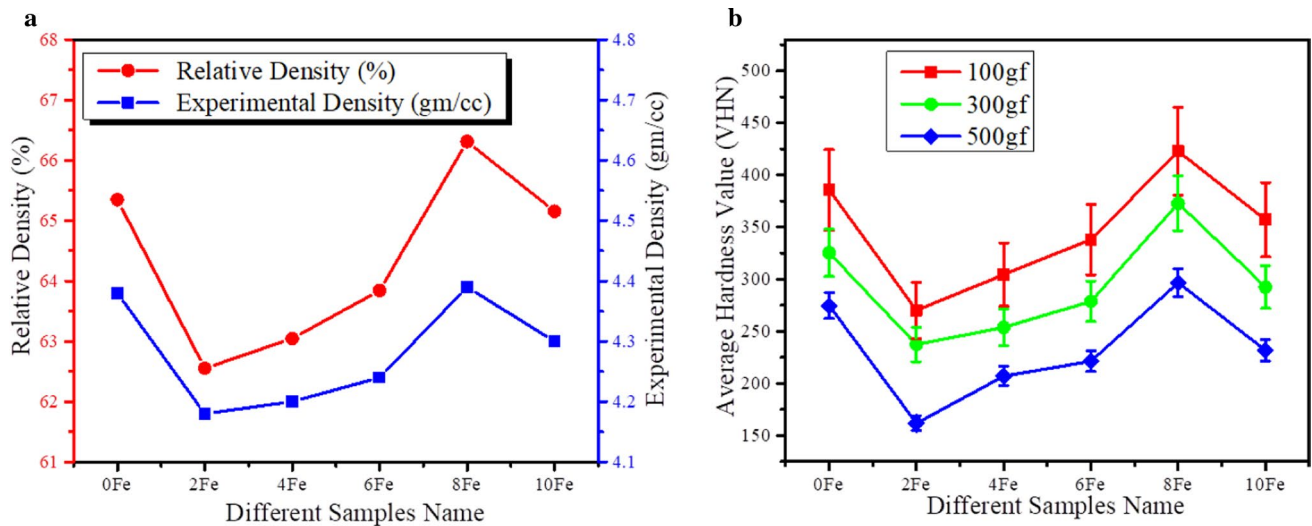 a
68
67
66
65
64
63
62
61
Relative Density (%)
Relative Density (%)
Experimental Density (gm/cc)
4.8
4.7
4.6
4.5
4.4
4.3
4.2
4.1
Experimental Density (gm/cc)
0Fe 2Fe 4Fe 6Fe 8Fe 10Fe
Different Samples Name
b
500
450
400
350
300
250
200
150
Average Hardness Value (VHN)
100gf
300gf
500gf
0Fe 2Fe 4Fe 6Fe 8Fe 10Fe
Different Samples Name